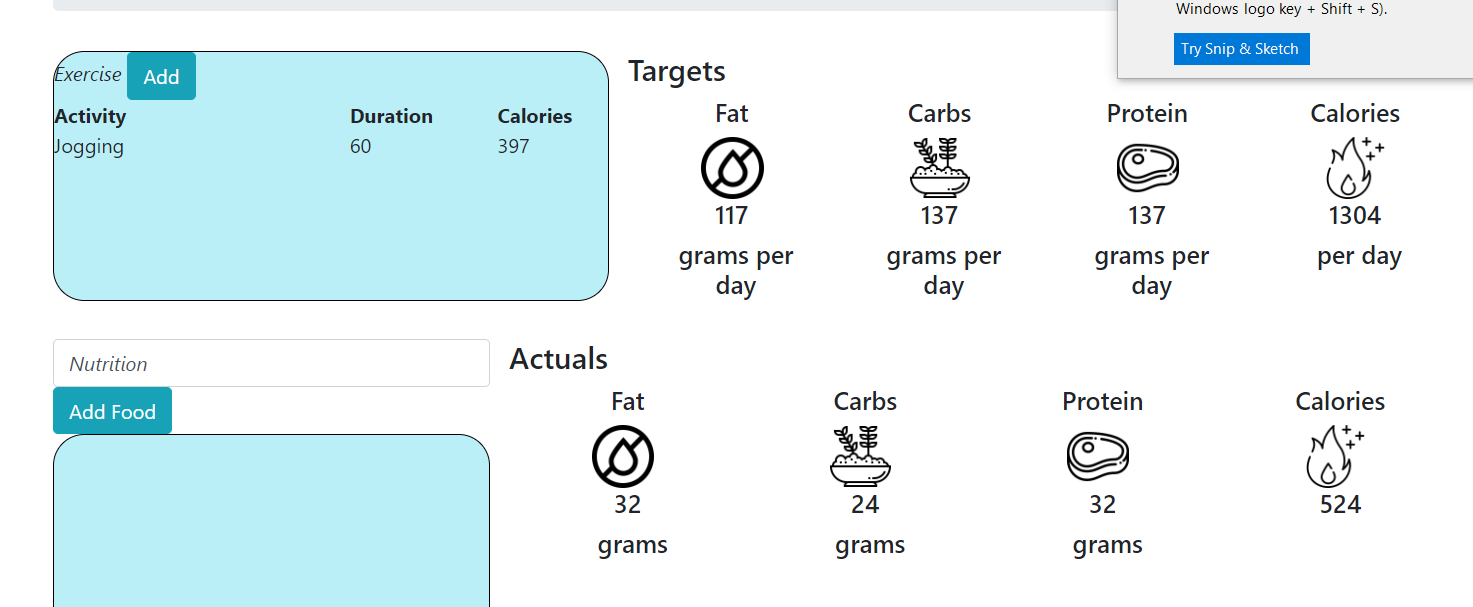 Windows logo key + Shift + S).
Try Snip & Sketch
Exercise Add
Activity Duration Calories
Jogging 60 397
Targets
Fat Carbs Protein Calories
117 137 137 1304
grams per day grams per day grams per day per day
Nutrition
Add Food
Actuals
Fat Carbs Protein Calories
32 24 32 524
grams grams grams